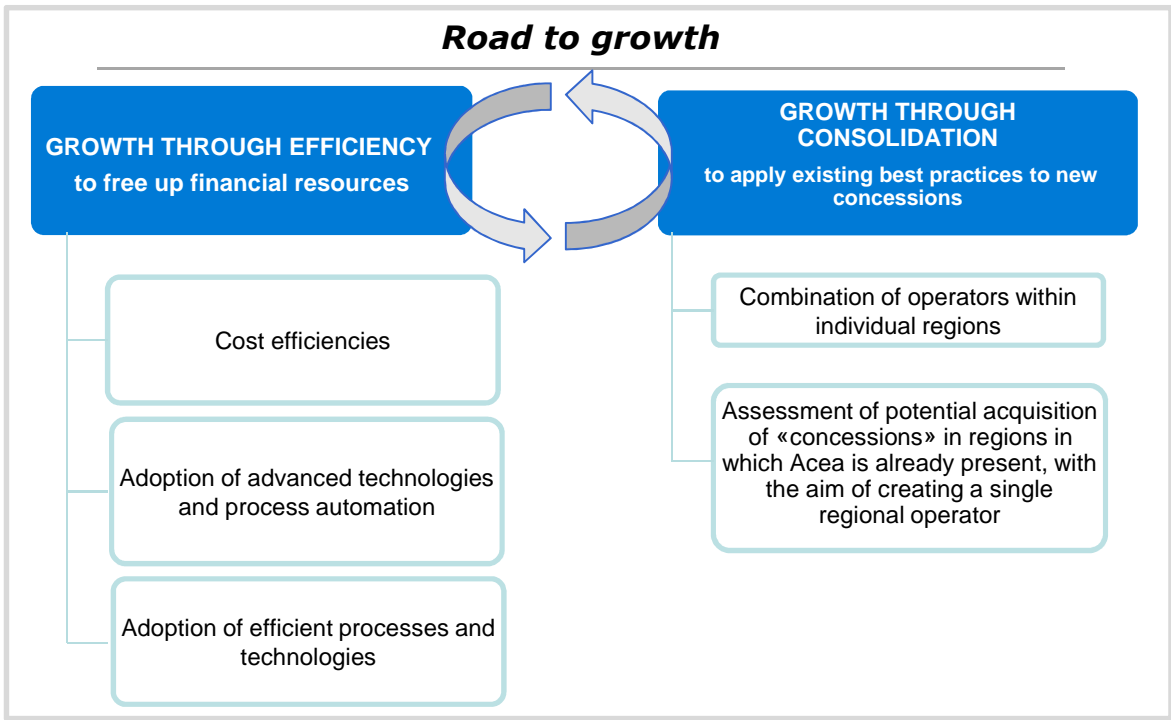 Road to growth
GROWTH THROUGH EFFICIENCY
to free up financial resources
Cost efficiencies
Adoption of advanced technologies
and process automation
Adoption of efficient processes and
technologies
GROWTH THROUGH
CONSOLIDATION
to apply existing best practices to new
concessions
Combination of operators within
individual regions
Assessment of potential acquisition
of «concessions» in regions in
which Acea is already present, with
the aim of creating a single
regional operator